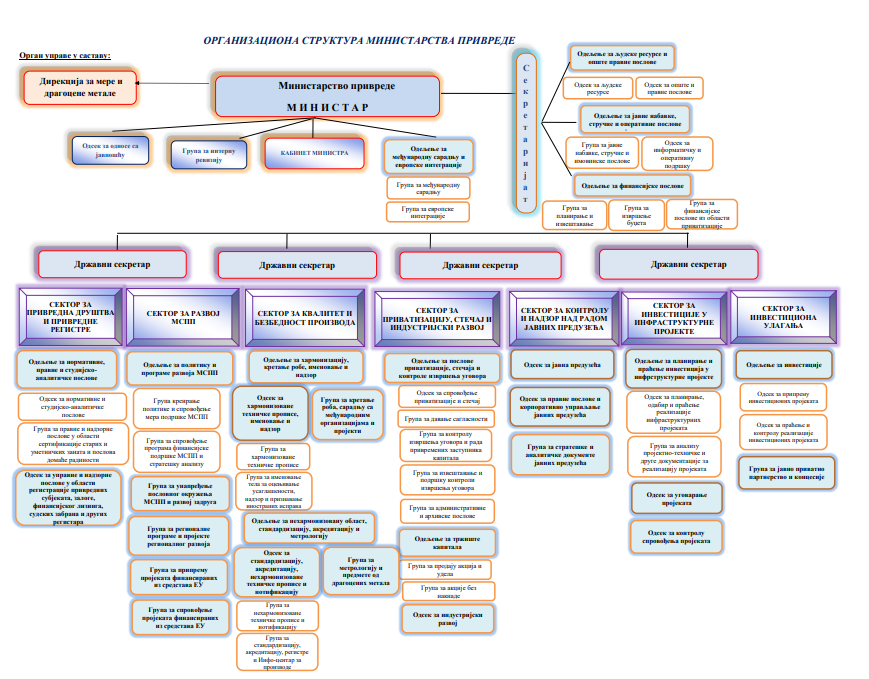 ОРГАНИЗАЦИОНА СТРУКТУРА МИНИСТАРСТВА ПРИВРЕДЕ
Орган управе у саставу:
Дирекција за мере и
драгоцене метале
Министарство привреде
М И Н И С Т А Р
С е к р е т а р и ј а т
Одељење за људске ресурсе и
опште правне послове
Одсек за људске
ресурсе
Одсек за опште и
правне послове
Одељење за јавне набавке,
стручне и оперативне послове
Група за јавне
набавке, стручне и
имовинске послове
Одсек за
информатичку и
оперативну
подршку
Одељење за финансијске послове
Група за
планирање и
извештавање
Група за
извршење
буџета
Група за
финансијске
послове из области
приватизације
Одсек за односе са
јавношћу
Група за интерну
ревизију
КАБИНЕТ МИНИСТРА
Одељење за
међународну сарадњу и
европске интеграције
Група за међународну
сарадњу
Група за европске
интеграције
Државни секретар
Државни секретар
Државни секретар
Државни секретар
СЕКТОР ЗА
ПРИВРЕДНА ДРУШТВА
И ПРИВРЕДНЕ
РЕГИСТРЕ
Одељење за нормативне,
правне и студијско-
аналитичке послове
Одсек за нормативне и
студијско-аналитичке
послове
Група за правне и надзорне
послове у области
сертификације старих и
уметничких заната и послова
домаће радиности
Одсек за управне и надзорне
послове у области
регистрације привредних
субјеката, залоге,
финансијског лизинга,
судских забрана и других
регистара
СЕКТОР ЗА РАЗВОЈ
МСПП
Одељење за политику и
програме развоја МСПП
Група креирање
политике и спровођење
мера подршке МСПП
Група за спровођење
програма финансијске
подршке МСПП и
стратешку анализу
Група за унапређење
пословног окружења
МСПП и развој задруга
Група за регионалне
програме и пројекте
регионалног развоја
Група за припрему
пројеката финансираних
из средстава ЕУ
Група за спровођење
пројеката финансираних
из средстава ЕУ
СЕКТОР ЗА КВАЛИТЕТ И
БЕЗБЕДНОСТ ПРОИЗВОДА
Одељење за хармонизацију,
кретање робе, именовање и
надзор
Одсек за
хармонизоване
техничке прописе,
именовање и
надзор
Група за кретање
роба, сарадњу са
међународним
организацијама и
пројекти
Група за
хармонизоване
техничке прописе
Група за именовање
тела за оцењивање
усаглашености,
надзор и признавање
иностраних исправа
Одељење за нехармонизовану област,
стандардизацију, акредитацију и
метрологију
Одсек за
стандардизацију,
акредитацију,
нехармонизоване
техничке прописе и
нотификацију
Група за
метрологију и
предмете од
драгоцених метала
Група за
нехармонизоване
техничке прописе и
нотификацију
Група за
стандардизацију,
акредитацију, регистре
и Инфо-центар за
производе
СЕКТОР ЗА
ПРИВАТИЗАЦИЈУ, СТЕЧАЈ И
ИНДУСТРИЈСКИ РАЗВОЈ
Одељење за послове
приватизације, стечаја и
контроле извршења уговора
Одсек за спровођење
приватизације и стечај
Група за давање сагласности
Група за контролу
извршења уговора и рада
привремених заступника
капитала
Група за извештавање и
подршку контроли
извршења уговора
Група за административне
и архивске послове
Одељење за тржиште
капитала
Група за продају акција и
удела
Група за акције без
накнаде
Одсек за индустријски
развој
СЕКТОР ЗА КОНТРОЛУ
И НАДЗОР НАД РАДОМ
ЈАВНИХ ПРЕДУЗЕЋА
Одсек за јавна предузећа
Одсек за правне послове и
корпоративно управљање
јавних предузећа
Група за стратешке и
аналитичке документе
јавних предузећа
СЕКТОР ЗА
ИНВЕСТИЦИЈЕ У
ИНФРАСТРУКТУРНЕ
ПРОЈЕКТЕ
Одељење за планирање и
праћење инвестиција у
инфрструктурне пројекте
Одсек за планирање,
одабир и праћење
реализације
инфраструктурних
пројеката
Група за анализу
пројектно-техничке и
друге документације за
реализацију пројеката
Одсек за уговарање
пројеката
Одсек за контролу
спровођења пројеката
СЕКТОР ЗА
ИНВЕСТИЦИОНА
УЛАГАЊА
Одељење за инвестиције
Одсек за припрему
инвестиционих пројеката
Одсек за праћење и
контролу реализације
инвестиционих пројеката
Група за јавно приватно
партнерство и концесије